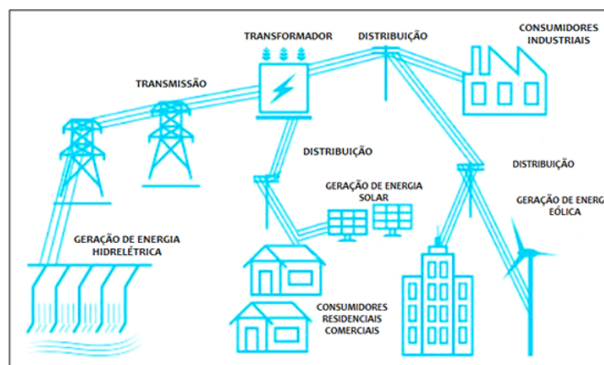 TRANSFORMADOR
DISTRIBUIÇÃO
CONSUMIDORES
INDUSTRIAIS
TRANSMISSÃO
DISTRIBUIÇÃO
DISTRIBUIÇÃO
GERAÇÃO DE ENERGIA
SOLAR
GERAÇÃO DE ENERG
EÓLICA
GERAÇÃO DE ENERGIA
HIDRELÉTRICA
CONSUMIDORES
RESIDENCIAIS
COMERCIAIS